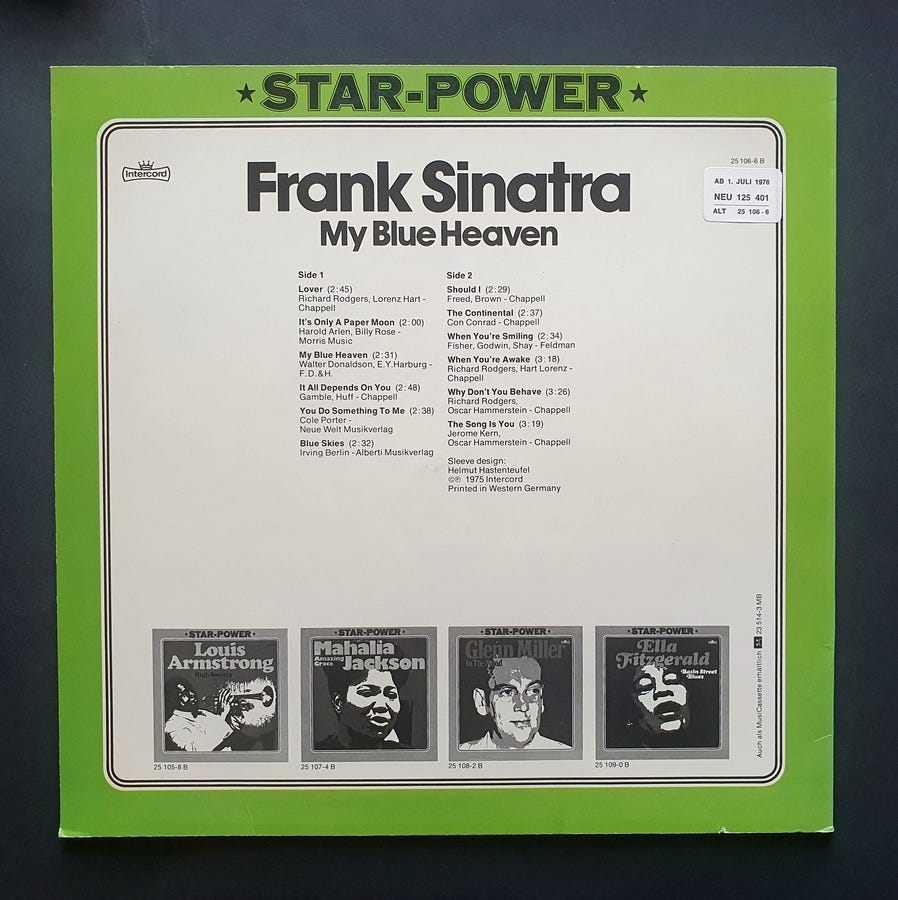 ★STAR-POWER★
Intercord
Frank Sinatra
My Blue Heaven
25 106-6 B
AB 1. JULI 1976
NEU 125 401
ALT 25 106-6
Side 1
Lover (2:45)
Richard Rodgers, Lorenz Hart -
Chappell
It's Only A Paper Moon (2:00)
Harold Arlen, Billy Rose -
Morris Music
My Blue Heaven (2:31)
Walter Donaldson, E.Y.Harburg -
F.D.&H.
It All Depends On You (2:48)
Gamble, Huff - Chappell
You Do Something To Me (2:38)
Cole Porter -
Neue Welt Musikverlag
Blue Skies (2:32)
Irving Berlin -Alberti Musikverlag
Side 2
Should I (2:29)
Freed, Brown - Chappell
The Continental (2:37)
Con Conrad - Chappell
When You're Smiling (2:34)
Fisher, Godwin, Shay - Feldman
When You're Awake (3:18)
Richard Rodgers, Hart Lorenz -
Chappell
Why Don't You Behave (3:26)
Richard Rodgers,
Oscar Hammerstein - Chappell
The Song Is You (3:19)
Jerome Kern,
Oscar Hammerstein - Chappell
Sleeve design:
Helmut Hastenteufel
©℗ 1975 Intercord
Printed in Western Germany
·STAR-POWER·
Louis
Armstrong
High Society
25 105-8 B
·STAR-POWER·
Mahalia
Amazing
Grace
Jackson
25 107-4 B
·STAR-POWER·
Glenn Miller
In The Mood
25 108-2 B
·STAR-POWER·
Ella
Fitzgerald
Basin Street
Blues
25 109-0 B
Auch als MusiCassette erhältlich 23 514-3 MB